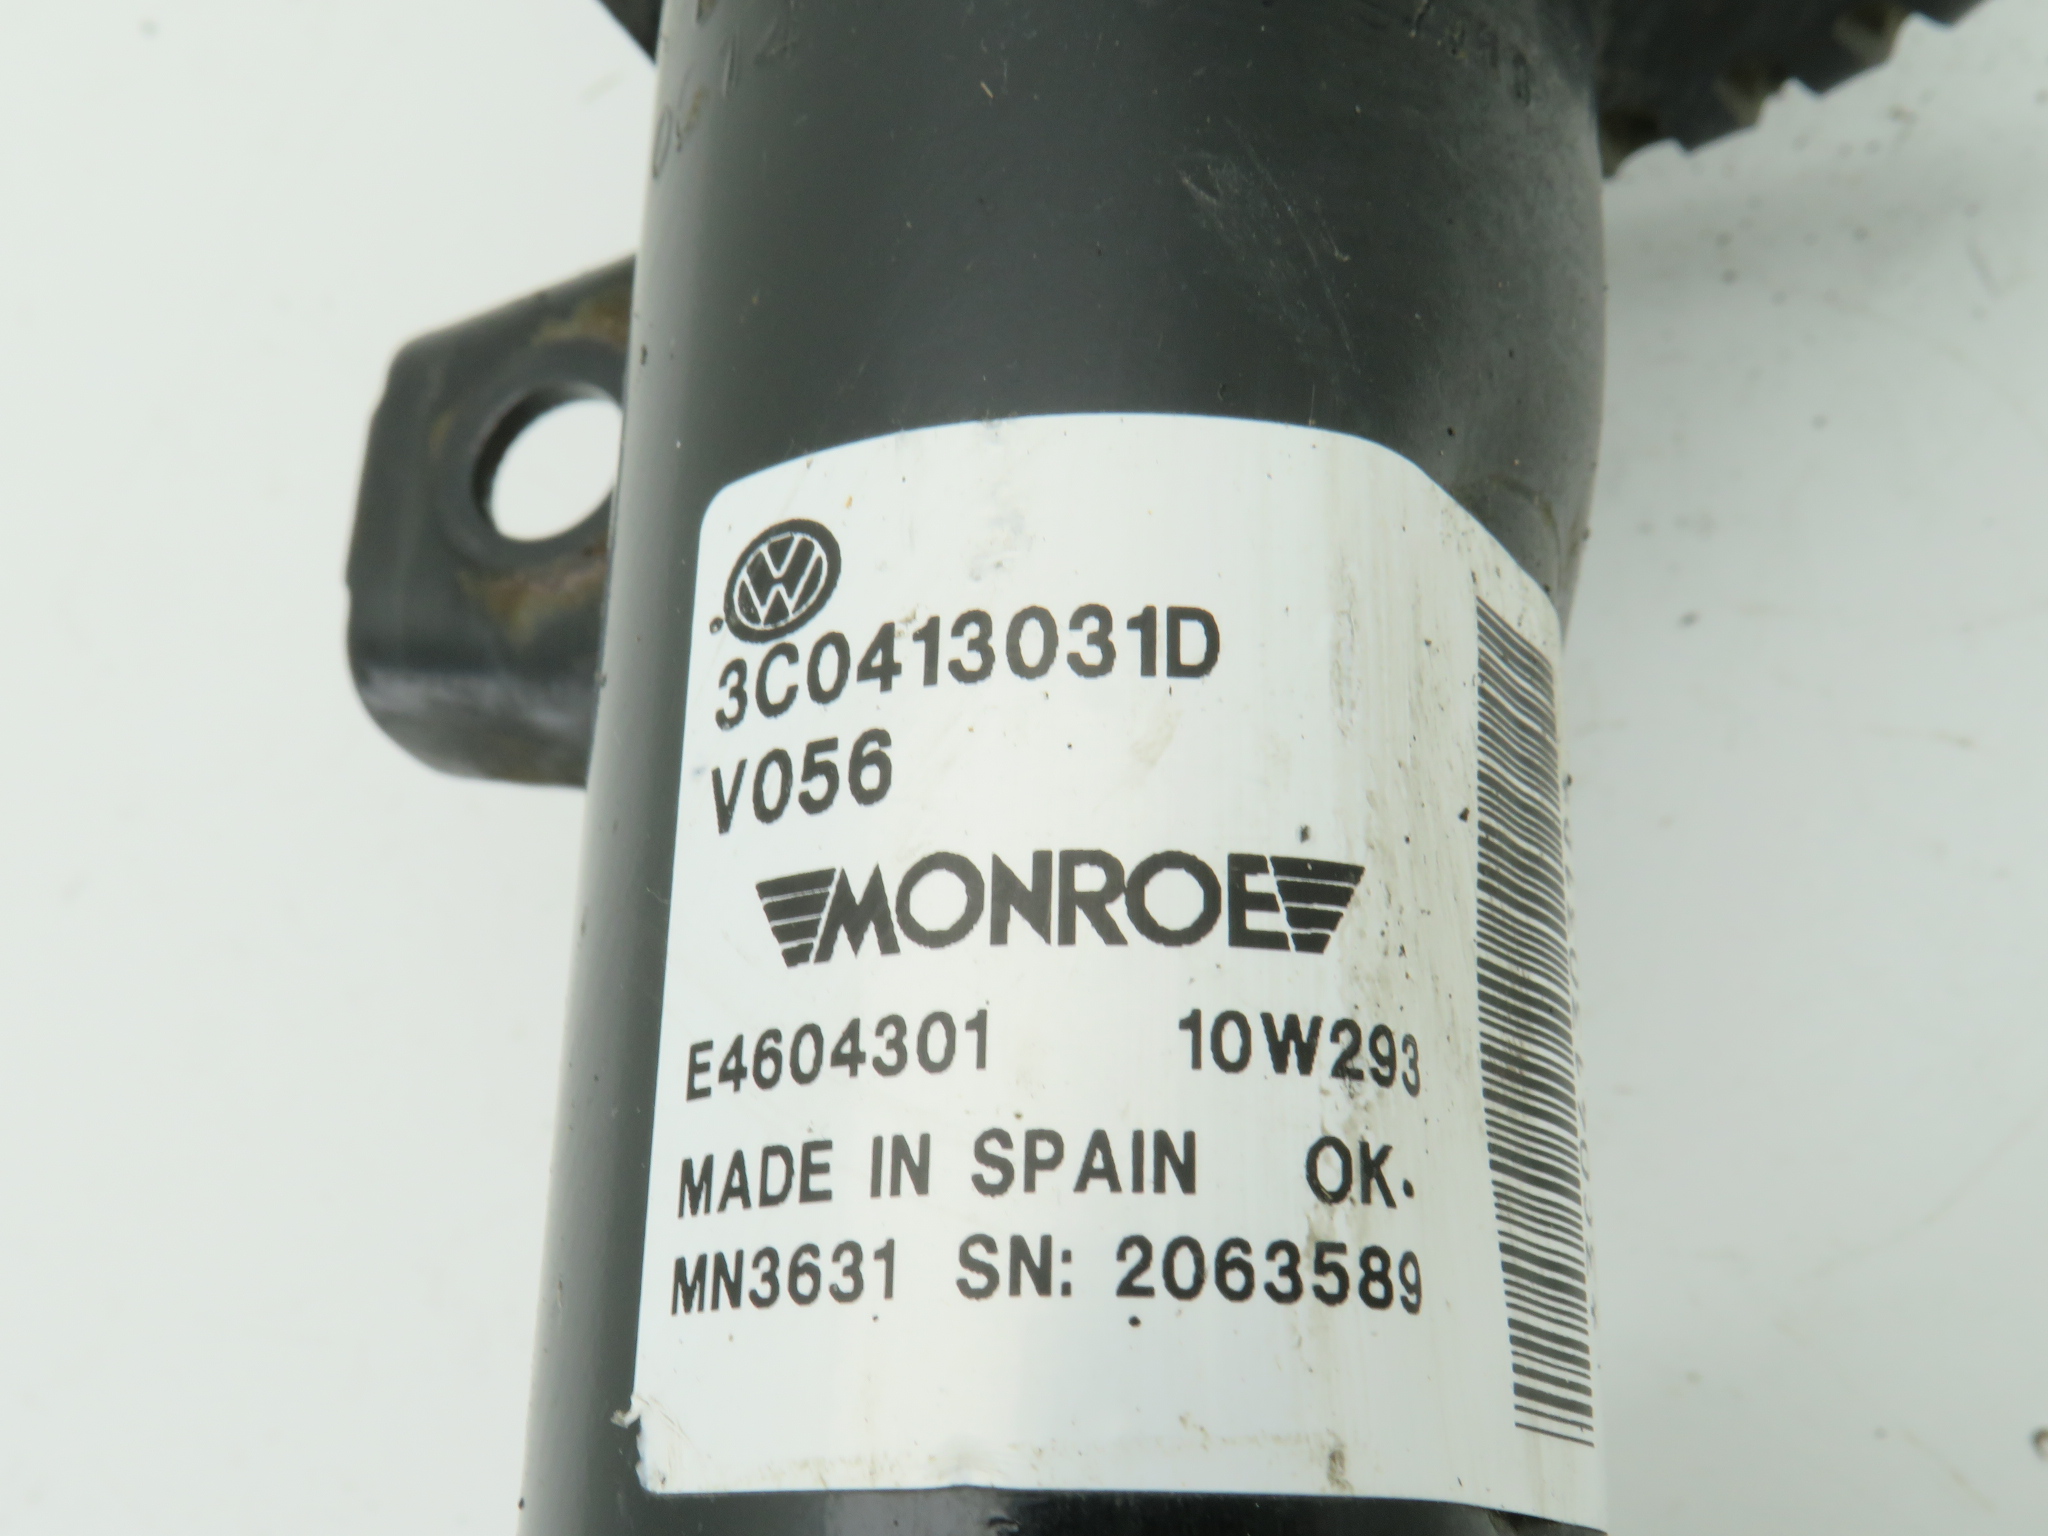 3C0413031D
V056
MONROE
E4604301 10W293
MADE IN SPAIN OK.
MN3631 SN: 2063589